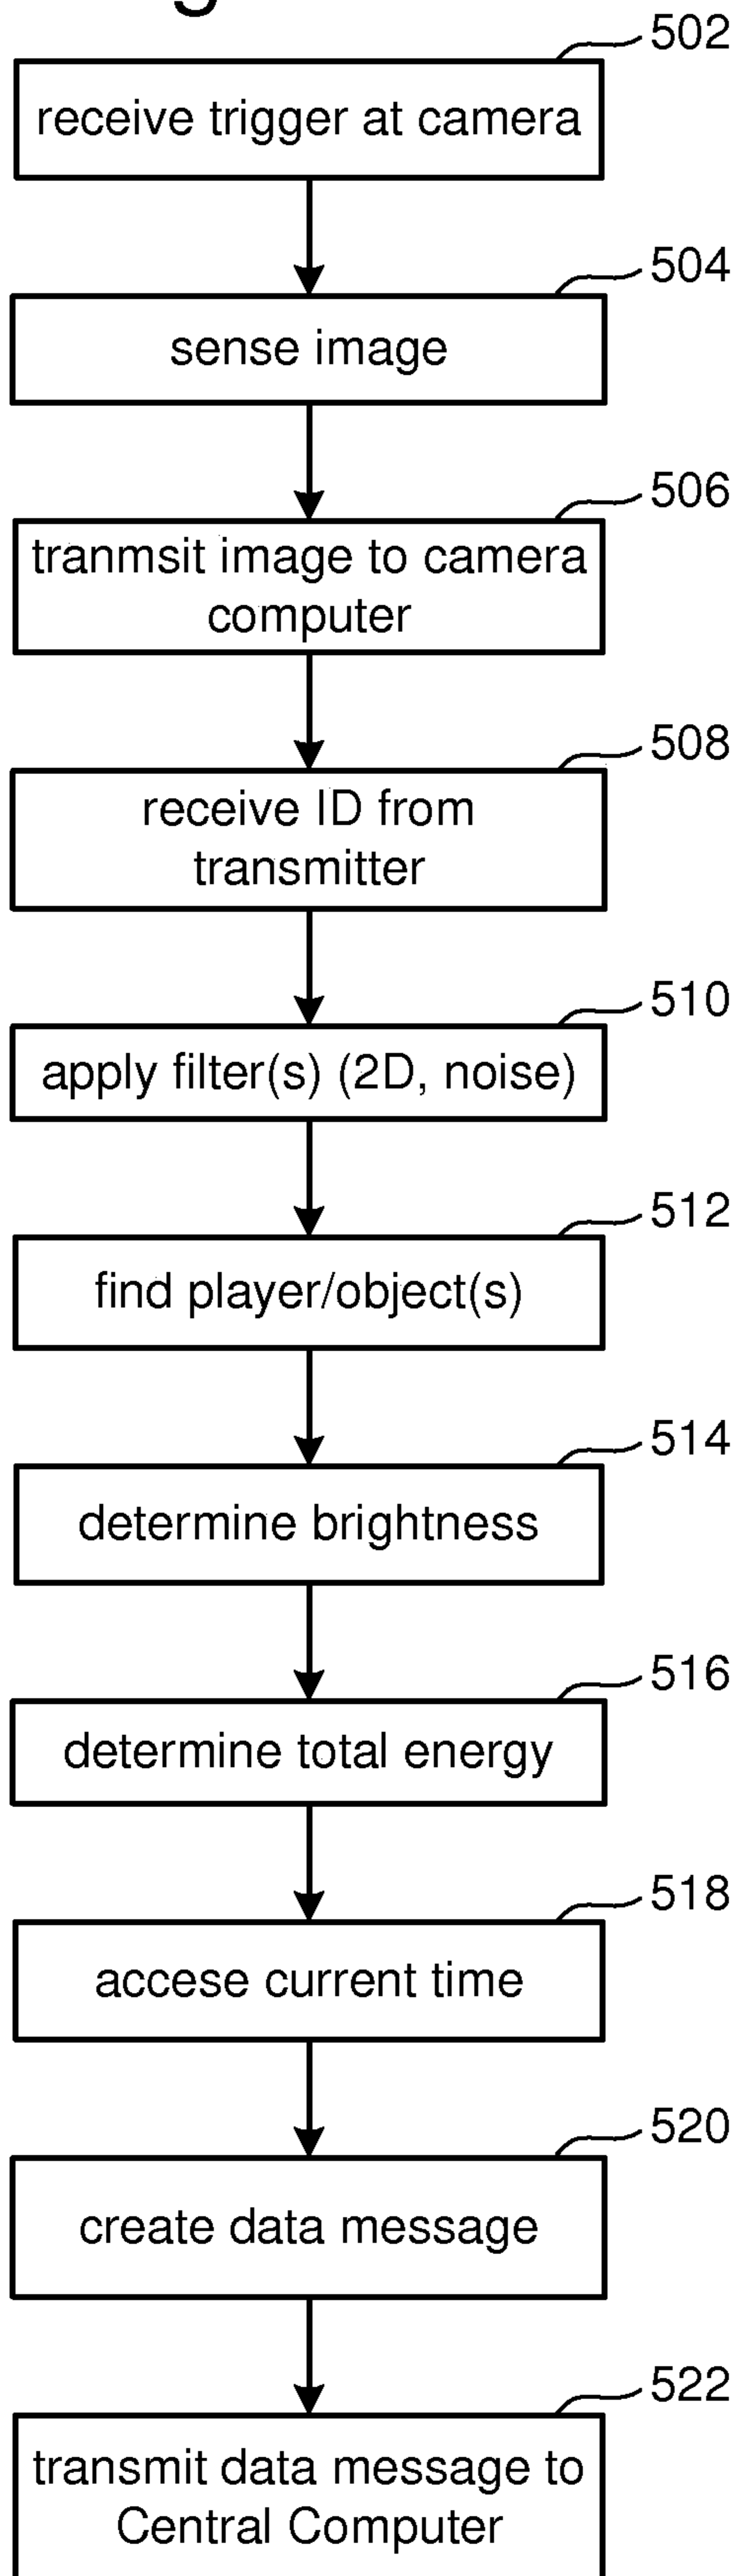 502
receive trigger at camera
504
sense image
506
tranmsit image to camera
computer
508
receive ID from
transmitter
510
apply filter(s) (2D, noise)
512
find player/object(s)
514
determine brightness
516
determine total energy
518
accese current time
520
create data message
522
transmit data message to
Central Computer